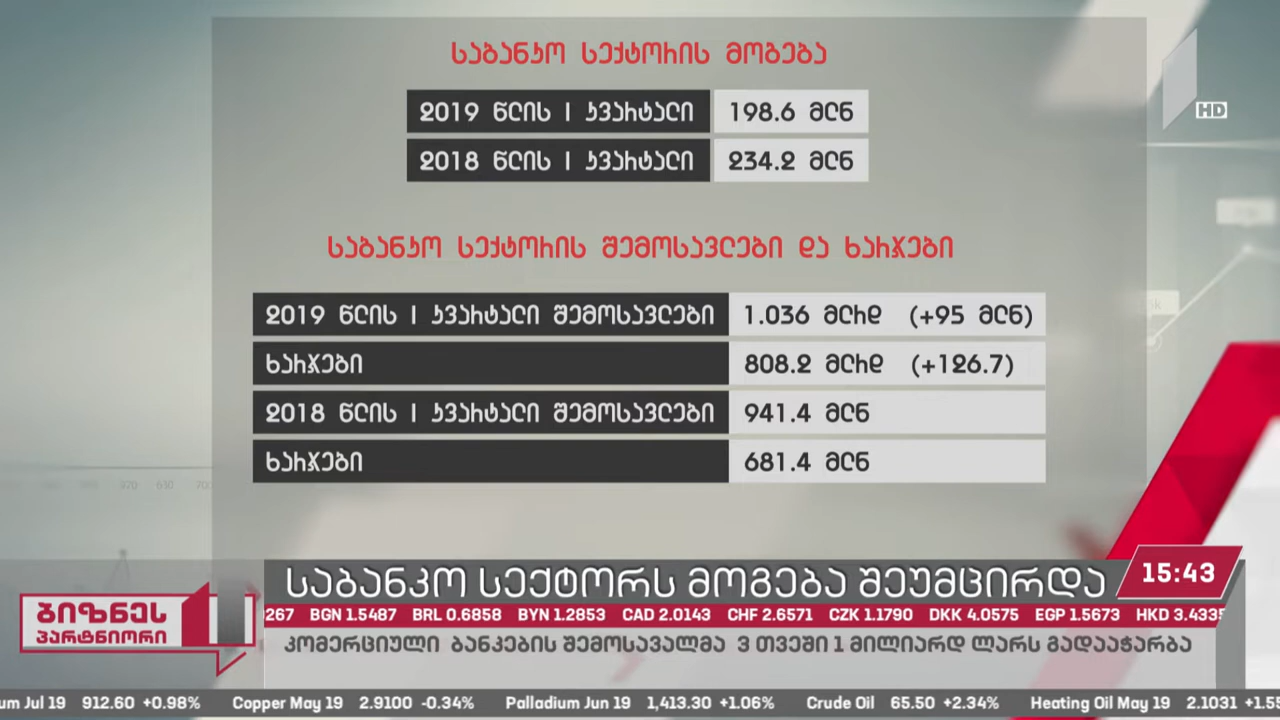 საბანკო სექტორის მოგება
HD
2019 წლის I კვარტალი 198.6 მლნ
2018 წლის I კვარტალი 234.2 მლნ
საბანკო სექტორის შემოსავლები და ხარჯები
2019 წლის I კვარტალი შემოსავლები 1.036 მლრდ (+95 მლნ)
ხარჯები 808.2 მლრდ (+126.7)
2018 წლის I კვარტალი შემოსავლები 941.4 მლნ
ხარჯები 681.4 მლნ
საბანკო სექტორს მოგება შეუმცირდა 15:43
ბიზნეს
პარტნიორი
267 BGN 1.5487 BRL 0.6858 BYN 1.2853 CAD 2.0143 CHF 2.6571 CZK 1.1790 DKK 4.0575 EGP 1.5673 HKD 3.4335
კომერციული ბანკების შემოსავალმა 3 თვეში 1 მილიარდ ლარს გადააჭარბა
um Jul 19 912.60 +0.98% Copper May 19 2.9100 -0.34% Palladium Jun 19 1,413.30 +1.06% Crude Oil 65.50 +2.34% Heating Oil May 19 2.1031